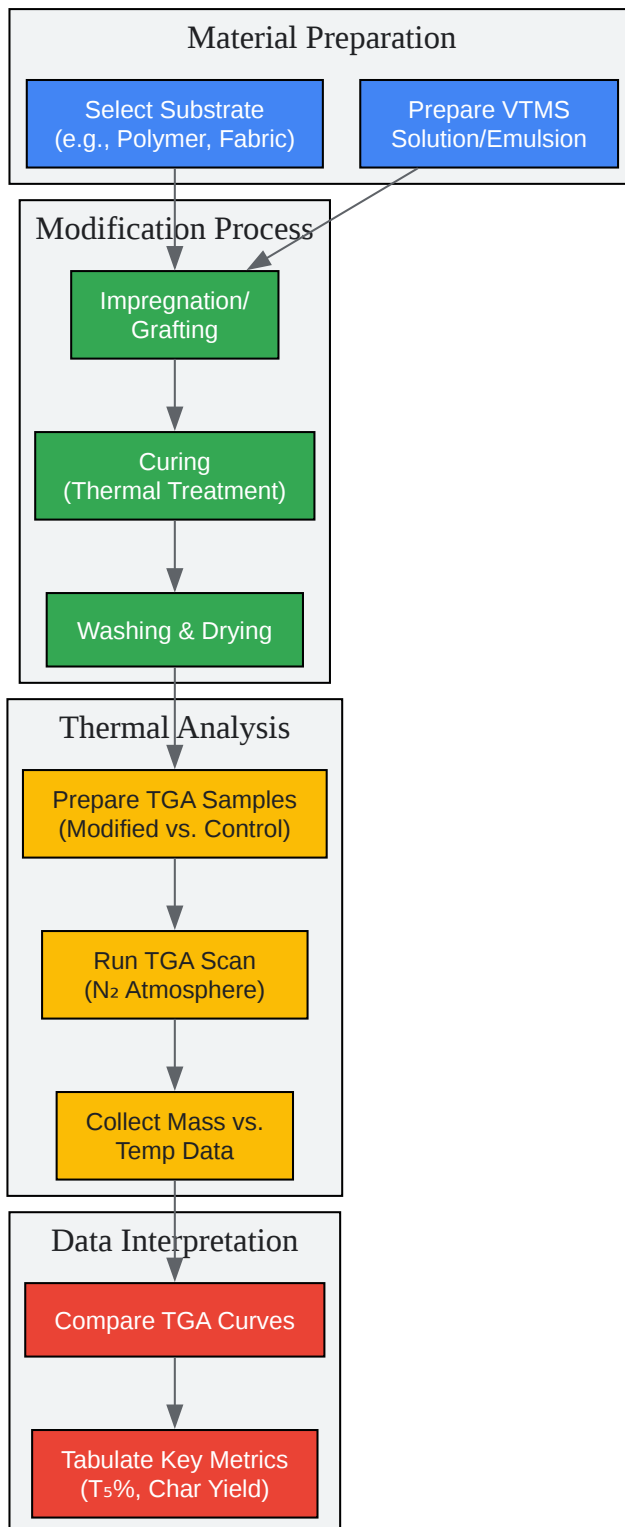 Material Preparation
Select Substrate
(e.g., Polymer, Fabric)
Prepare VTMS
Solution/Emulsion
Modification Process
Impregnation/
Grafting
Curing
(Thermal Treatment)
Washing & Drying
Thermal Analysis
Prepare TGA Samples
(Modified vs. Control)
Run TGA Scan
(N₂ Atmosphere)
Collect Mass vs.
Temp Data
Data Interpretation
Compare TGA Curves
Tabulate Key Metrics
(T₅%, Char Yield)